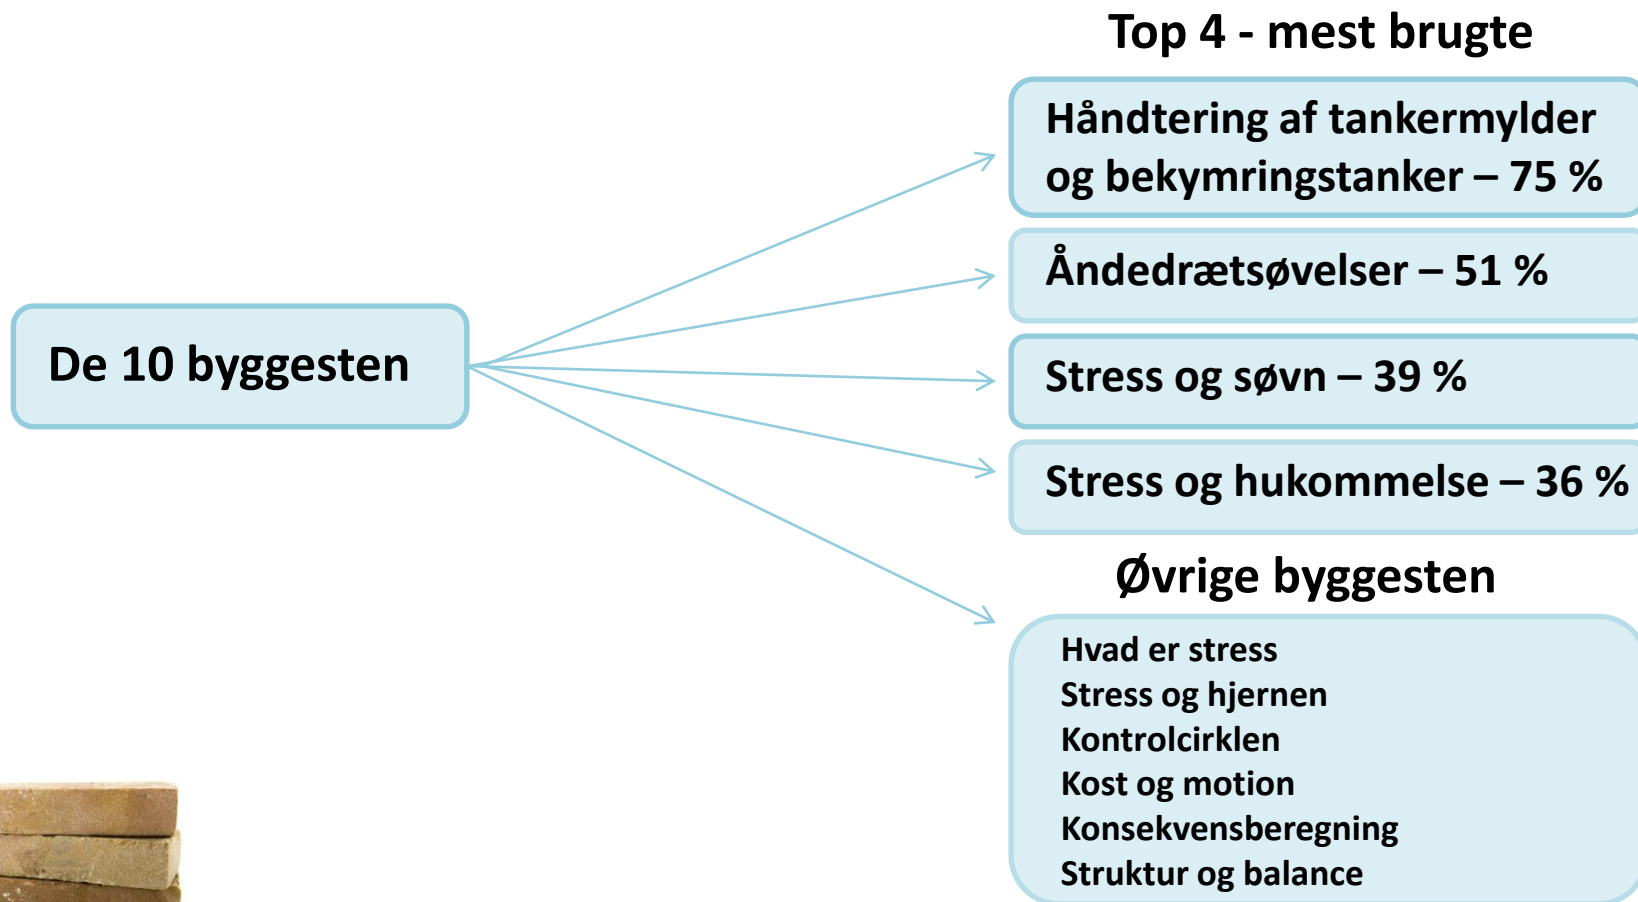 Top 4 - mest brugte
Håndtering af tankermylder
og bekymringstanker – 75 %
Åndedrætsøvelser – 51 %
De 10 byggesten
Stress og søvn – 39 %
Stress og hukommelse – 36 %
Øvrige byggesten
Hvad er stress
Stress og hjernen
Kontrolcirklen
Kost og motion
Konsekvensberegning
Struktur og balance